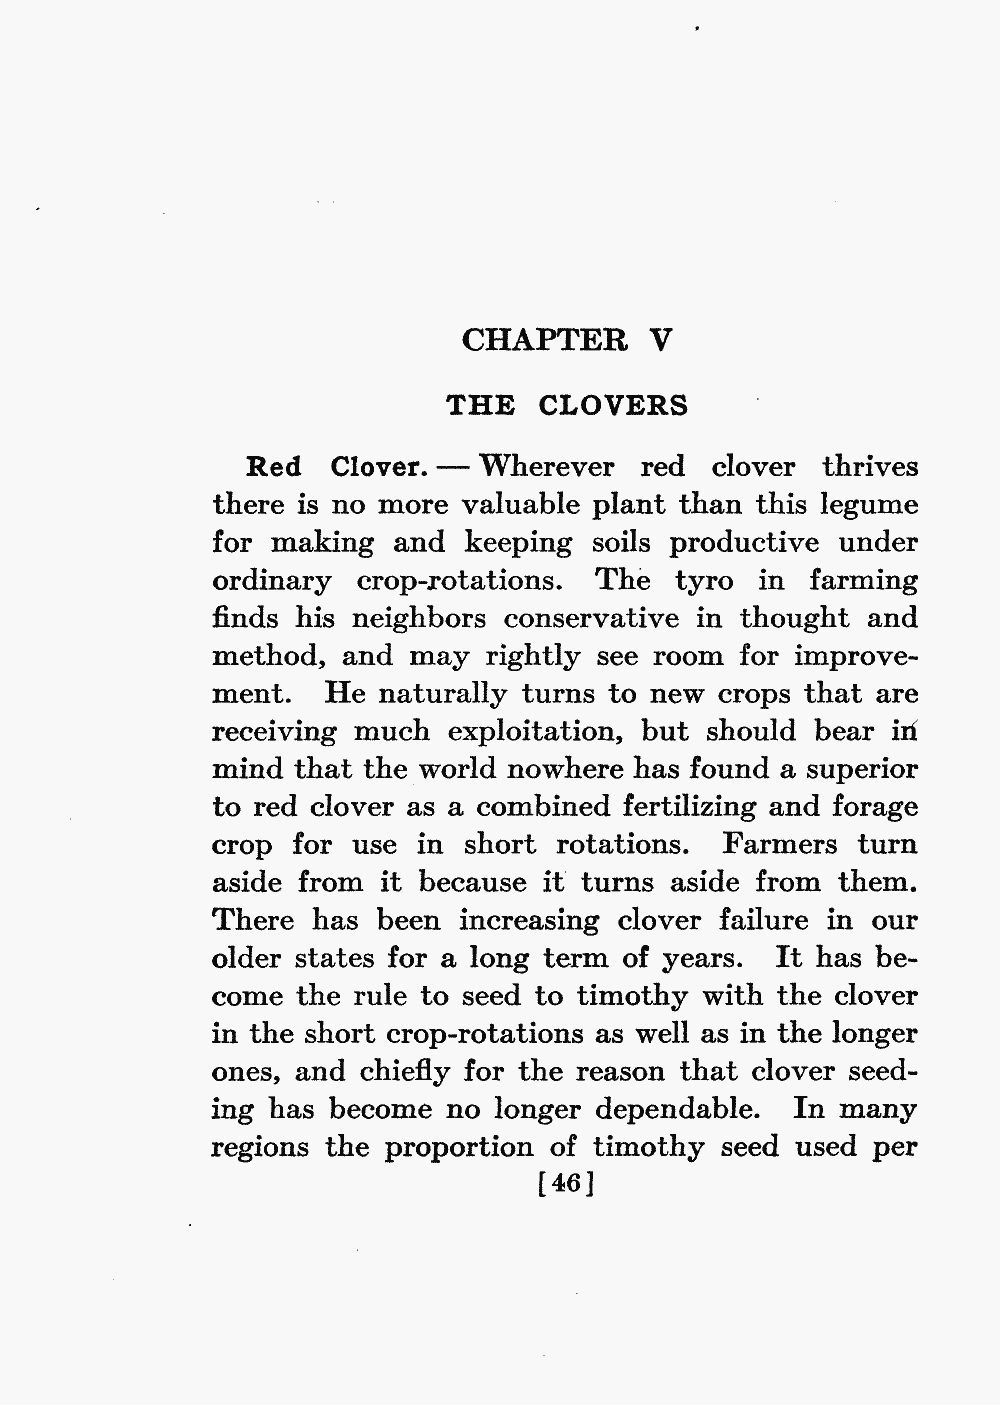 CHAPTER V
THE CLOVERS
Red Clover. — Wherever red clover thrives
there is no more valuable plant than this legume
for making and keeping soils productive under
ordinary crop-rotations. The tyro in farming
finds his neighbors conservative in thought and
method, and may rightly see room for improve-
ment. He naturally turns to new crops that are
receiving much exploitation, but should bear in
mind that the world nowhere has found a superior
to red clover as a combined fertilizing and forage
crop for use in short rotations. Farmers turn
aside from it because it turns aside from them.
There has been increasing clover failure in our
older states for a long term of years. It has be-
come the rule to seed to timothy with the clover
in the short crop-rotations as well as in the longer
ones, and chiefly for the reason that clover seed-
ing has become no longer dependable. In many
regions the proportion of timothy seed used per
[46]